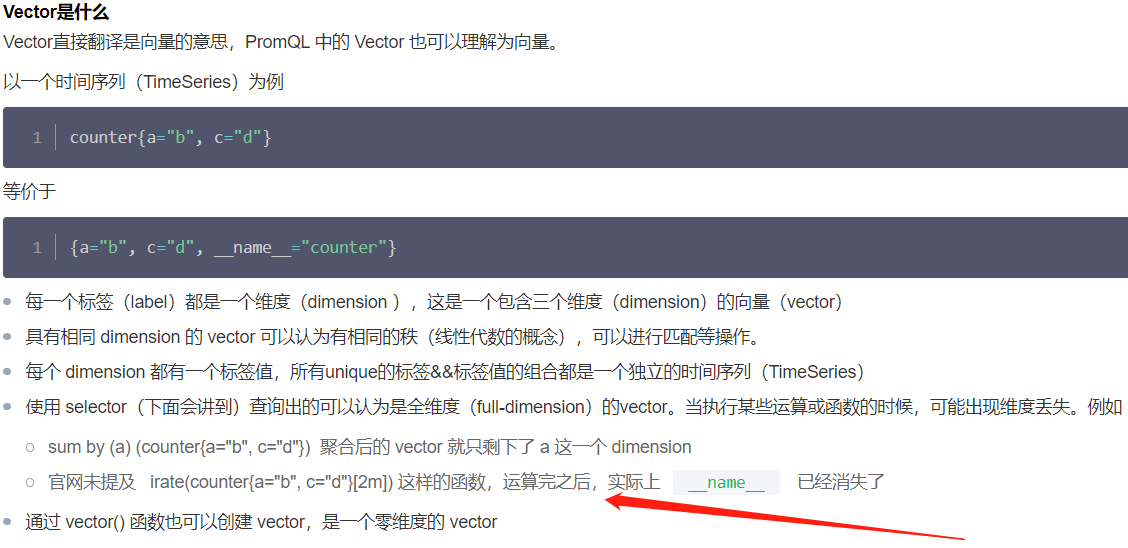 Vector是什么
Vector直接翻译是向量的意思，PromQL 中的 Vector 也可以理解为向量。
以一个时间序列（TimeSeries）为例
1 counter{a="b", c="d"}
等价于
1 {a="b", c="d", __name__="counter"}
每一个标签（label）都是一个维度（dimension ），这是一个包含三个维度（dimension）的向量（vector）
具有相同 dimension 的 vector 可以认为有相同的秩（线性代数的概念），可以进行匹配等操作。
每个 dimension 都有一个标签值，所有unique的标签&&标签值的组合都是一个独立的时间序列（TimeSeries）
使用 selector（下面会讲到）查询出的可以认为是全维度（full-dimension）的vector。当执行某些运算或函数的时候，可能出现维度丢失。例如
sum by (a) (counter{a="b", c="d"}) 聚合后的 vector 就只剩下了 a 这一个 dimension
官网未提及 irate(counter{a="b", c="d"}[2m]) 这样的函数，运算完之后，实际上 __name__ 已经消失了
通过 vector() 函数也可以创建 vector，是一个零维度的 vector